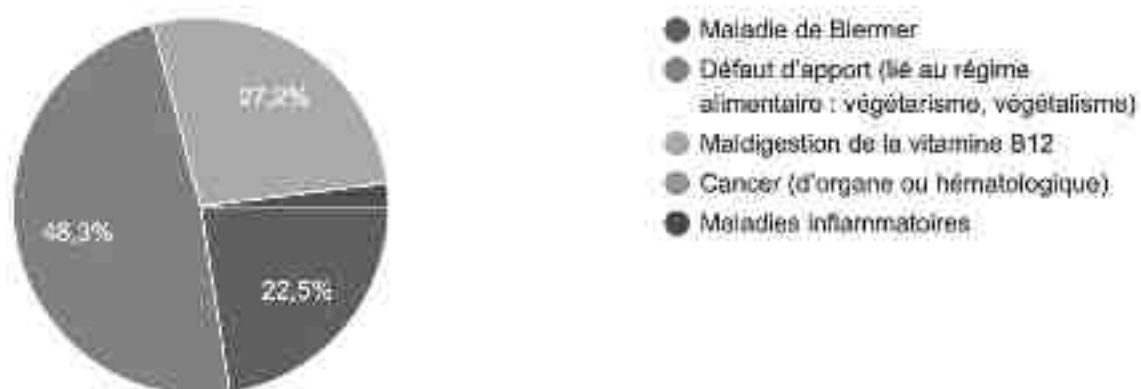 27,2%
48,3%
22,5%
Maladie de Biermer
Défaut d'apport (lié au régime
alimentaire : végétarisme, végétalisme)
Maldigestion de la vitamine B12
Cancer (d'organe ou hématologique)
Maladies inflammatoires